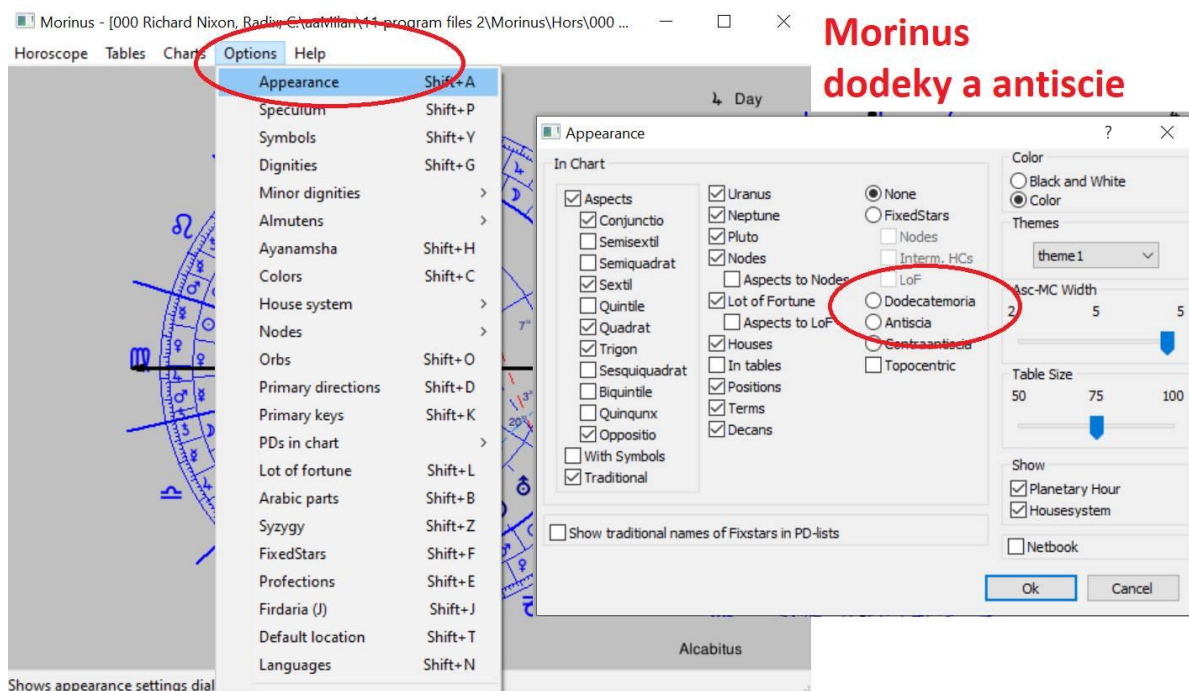 Morinus - [000 Richard Nixon, Radix; C:\aaMilan\11-program files 2\Morinus\Hors\000 ...
Horoscope Tables Charts Options Help
Morinus
dodeky a antiscie
Appearance Shift+A
Speculum Shift+P
Symbols Shift+Y
Dignities Shift+G
Minor dignities >
Almutens >
Ayanamsha Shift+H
Colors Shift+C
House system >
Nodes >
Orbs Shift+O
Primary directions Shift+D
Primary keys Shift+K
PDs in chart >
Lot of fortune Shift+L
Arabic parts Shift+B
Syzygy Shift+Z
FixedStars Shift+F
Profections Shift+E
Firdaria (J) Shift+J
Default location Shift+T
Languages Shift+N
♃ Day
7°
3°
20°
Alcabitus
Shows appearance settings dial
Appearance ?
In Chart
Aspects
Conjunctio
Semisextil
Semiquadrat
Sextil
Quintile
Quadrat
Trigon
Sesquiquadrat
Biquintile
Quinqunx
Oppositio
With Symbols
Traditional
Uranus
Neptune
Pluto
Nodes
Aspects to Nodes
Lot of Fortune
Aspects to LoF
Houses
In tables
Positions
Terms
Decans
None
FixedStars
Nodes
Interm. HCs
LoF
Dodecatemoria
Antiscia
Contraantiscia
Topocentric
Color
Black and White
Color
Themes
theme1
Asc-MC Width
2 5 5
Table Size
50 75 100
Show
Planetary Hour
Housesystem
Netbook
Show traditional names of Fixstars in PD-lists
Ok Cancel